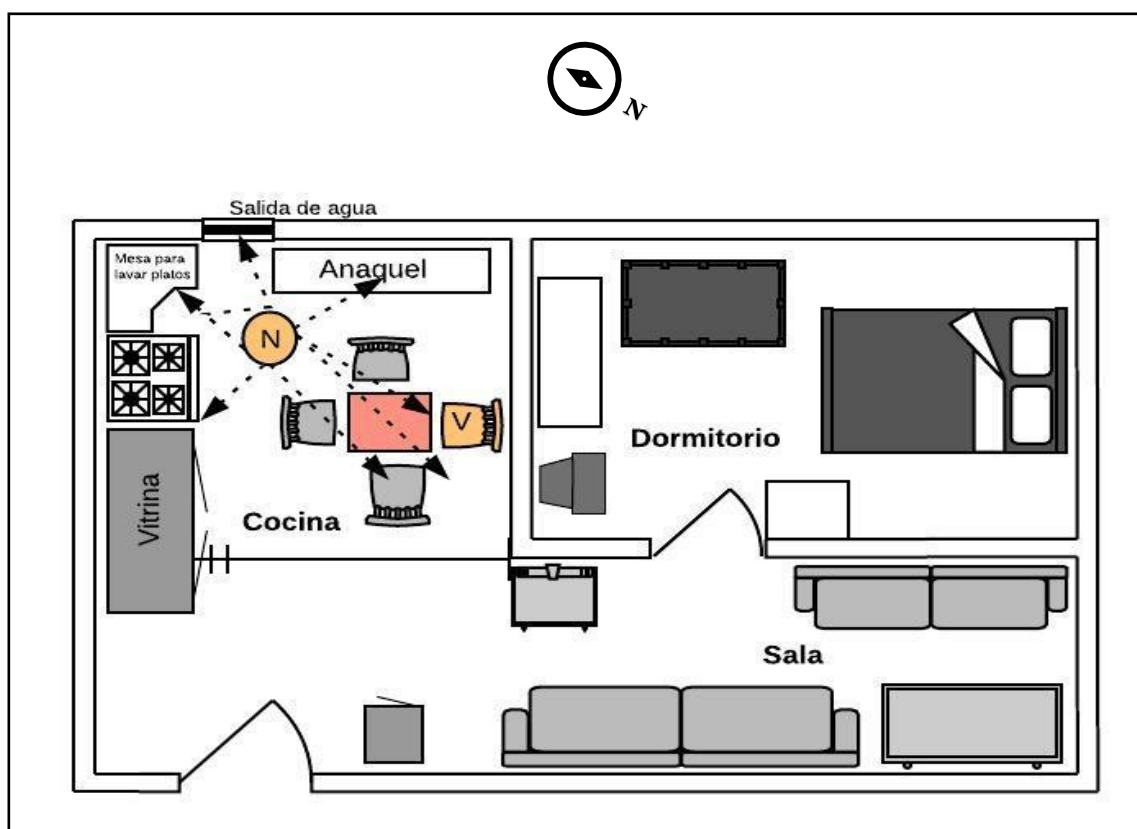 N
Salida de agua
Mesa para
lavar platos
Anaquel
N
V
Dormitorio
Vitrina
Cocina
Sala